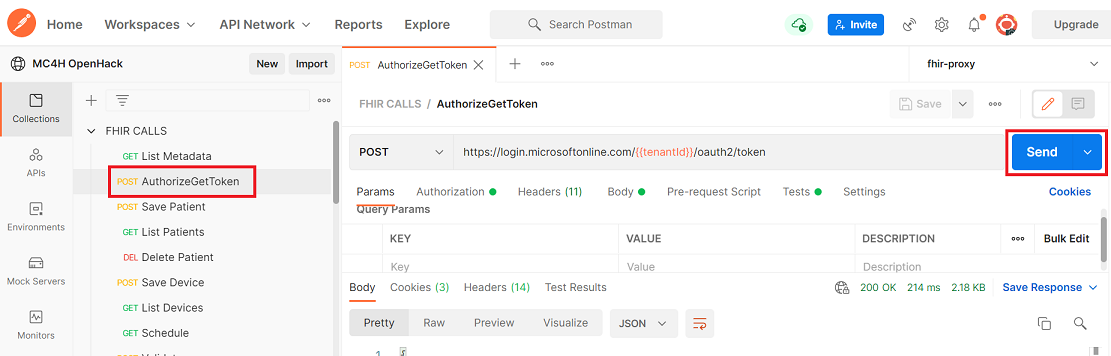 Home Workspaces API Network Reports Explore Search Postman Invite Upgrade
MC4H OpenHack New Import POST AuthorizeGetToken fhir-proxy
Collections
APIs
Environments
Mock Servers
Monitors
FHIR CALLS
GET List Metadata
POST AuthorizeGetToken
POST Save Patient
GET List Patients
DEL Delete Patient
POST Save Device
GET List Devices
GET Schedule
FHIR CALLS / AuthorizeGetToken Save
POST https://login.microsoftonline.com/{{tenantId}}/oauth2/token Send
Params Authorization Headers (11) Body Pre-request Script Tests Settings Cookies
Query Params
KEY VALUE DESCRIPTION Bulk Edit
Key Value Description
Body Cookies (3) Headers (14) Test Results 200 OK 214 ms 2.18 KB Save Response
Pretty Raw Preview Visualize JSON
1 {